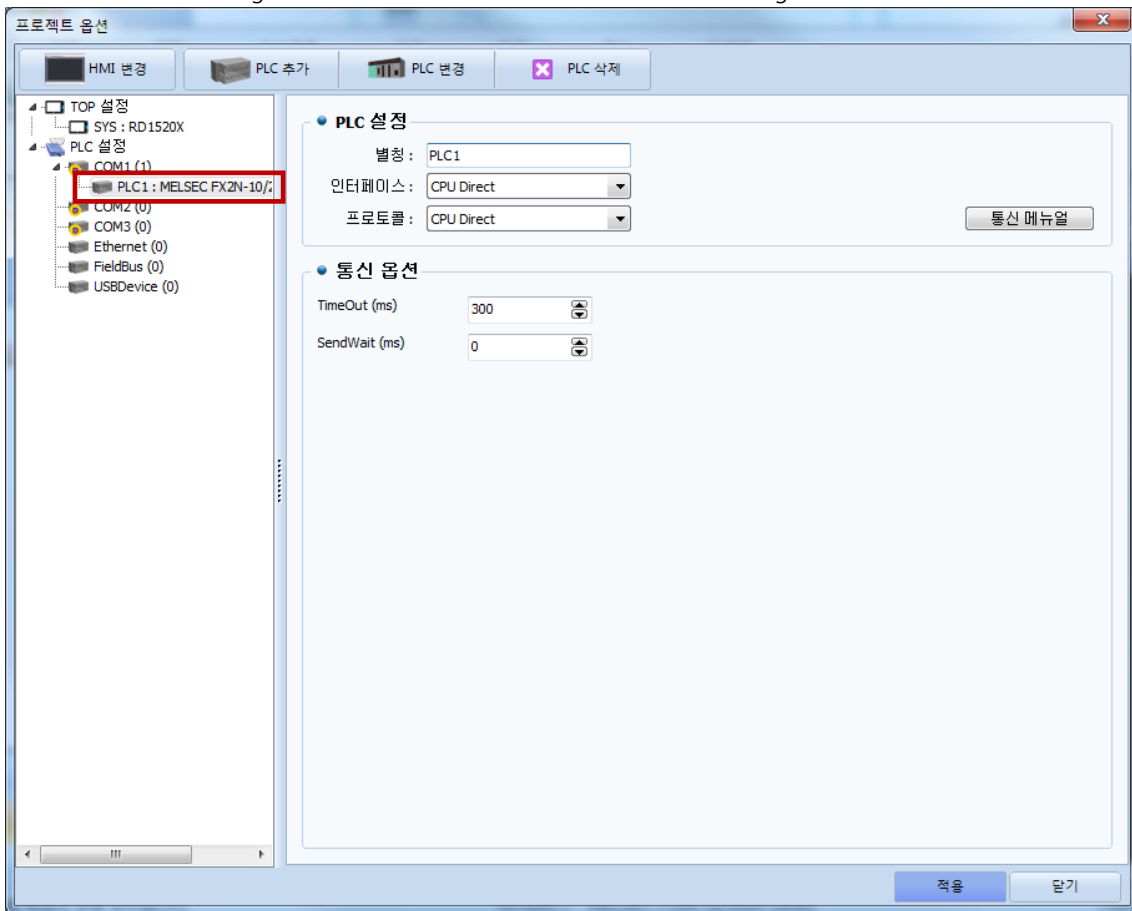 프로젝트 옵션
HMI 변경
PLC 추가
PLC 변경
PLC 삭제
TOP 설정
SYS : RD1520X
PLC 설정
COM1 (1)
PLC1 : MELSEC FX2N-10/2
COM2 (0)
COM3 (0)
Ethernet (0)
FieldBus (0)
USBDevice (0)
PLC 설정
별칭 : PLC1
인터페이스 : CPU Direct
프로토콜 : CPU Direct
통신 메뉴얼
통신 옵션
TimeOut (ms) 300
SendWait (ms) 0
적용
닫기